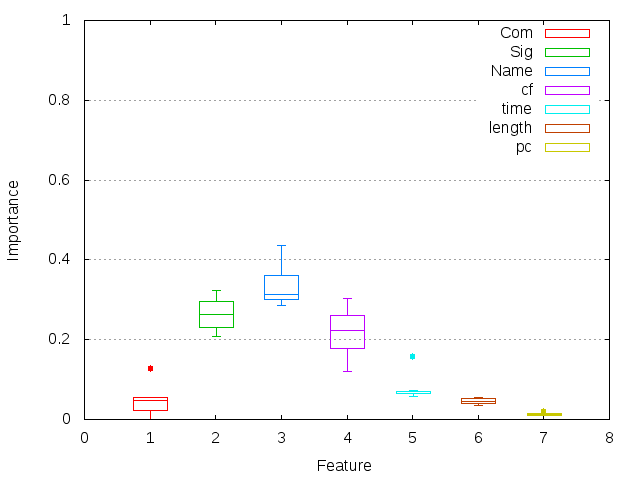 1
0.8
0.6
0.4
0.2
0
0 1 2 3 4 5 6 7 8
Importance
Feature
Com
Sig
Name
cf
time
length
pc